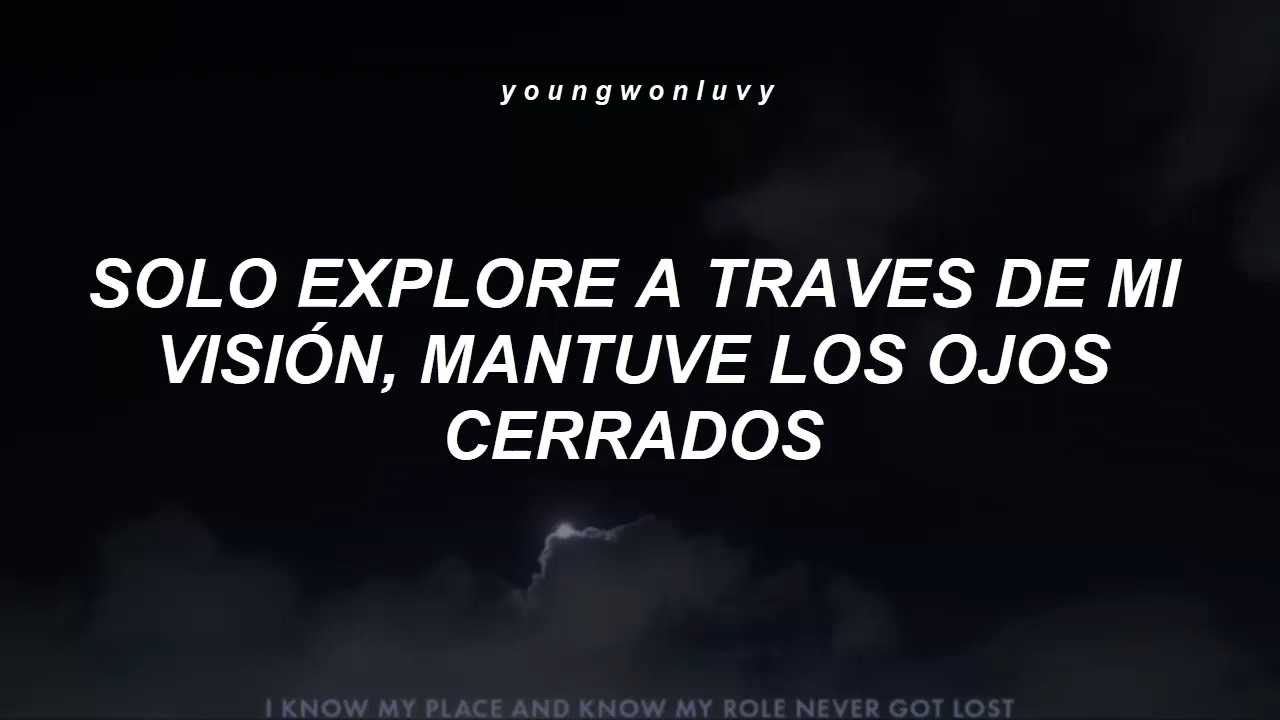 youngwonluvy
SOLO EXPLORE A TRAVES DE MI
VISIÓN, MANTUVE LOS OJOS
CERRADOS
I KNOW MY PLACE AND KNOW MY ROLE NEVER GOT LOST